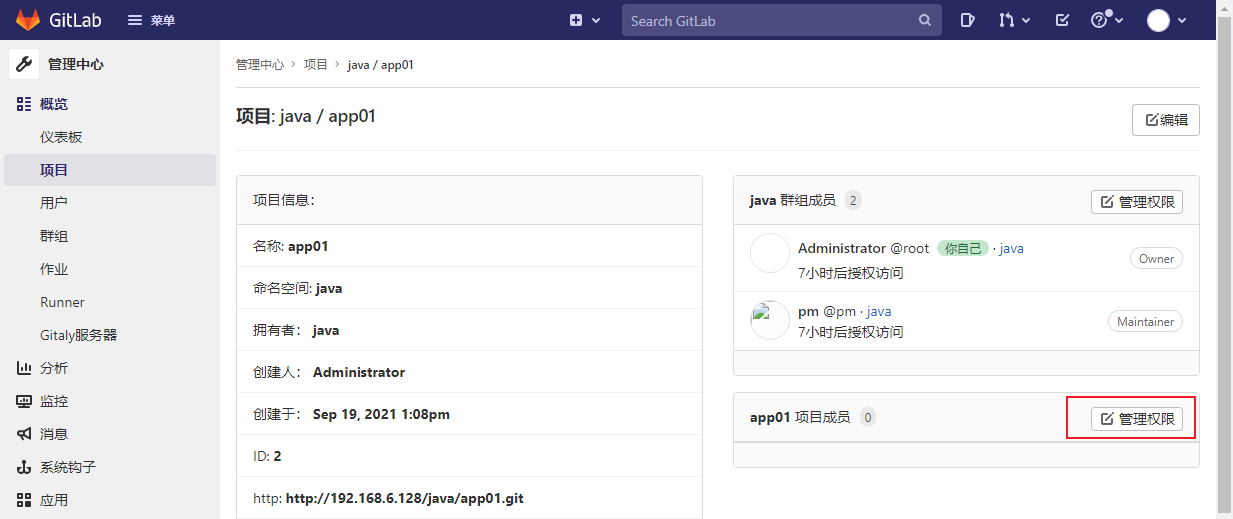 GitLab 菜单 Search GitLab
管理中心
概览
仪表板
项目
用户
群组
作业
Runner
Gitaly服务器
分析
监控
消息
系统钩子
应用
管理中心 › 项目 › java / app01
项目: java / app01
编辑
项目信息:
名称: app01
命名空间: java
拥有者: java
创建人: Administrator
创建于: Sep 19, 2021 1:08pm
ID: 2
http: http://192.168.6.128/java/app01.git
java 群组成员 2 管理权限
Administrator @root 你自己 · java
7小时后授权访问
Owner
pm @pm · java
7小时后授权访问
Maintainer
app01 项目成员 0 管理权限